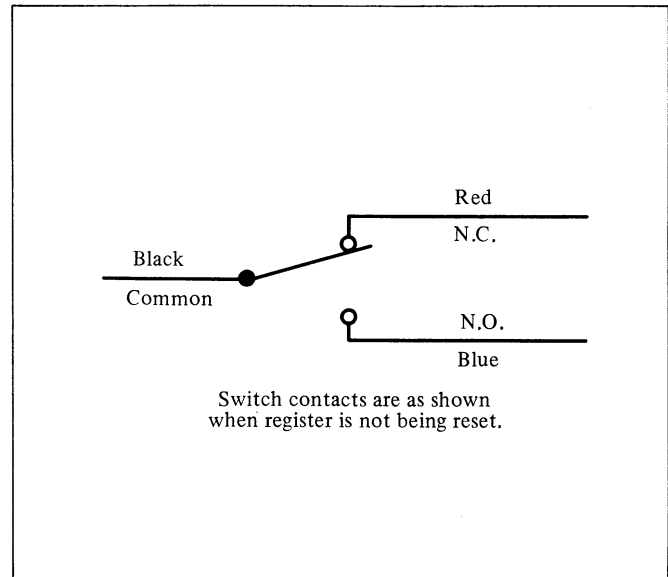 Red
N.C.
Black
Common
N.O.
Blue
Switch contacts are as shown
when register is not being reset.